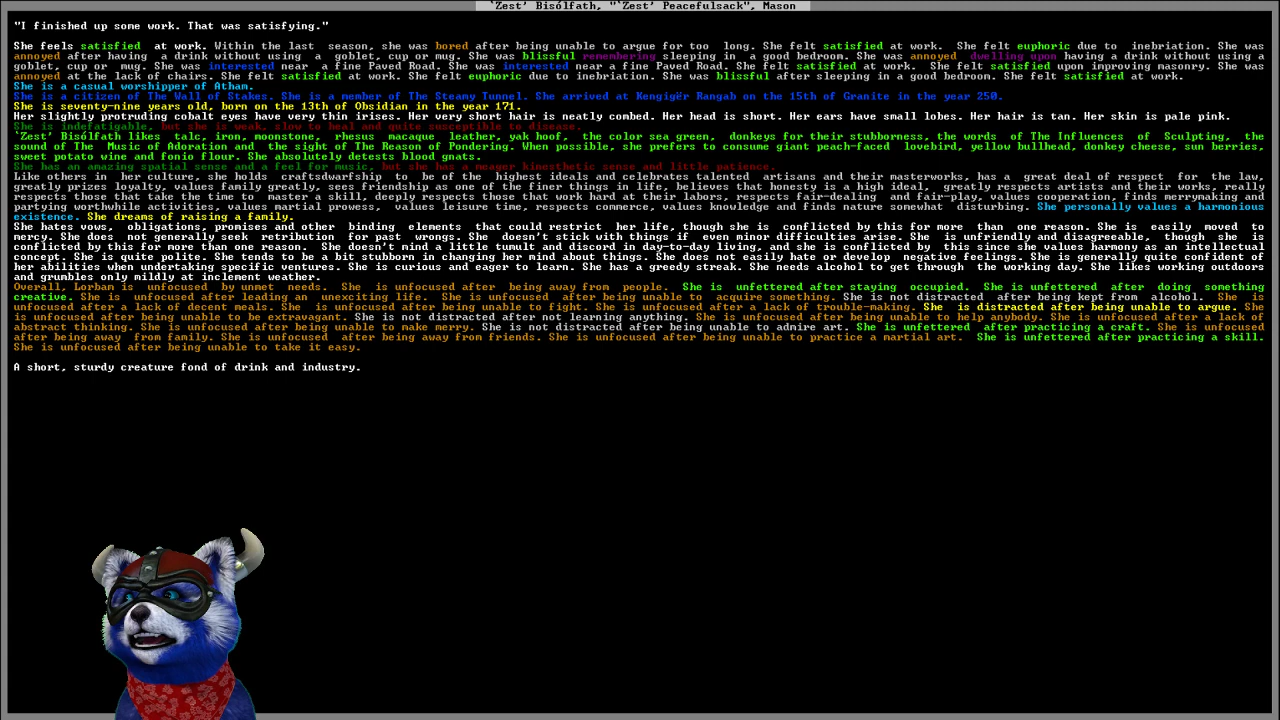 `Zest' Bisólfath, "`Zest' Peacefulsack", Mason
"I finished up some work. That was satisfying."
She feels satisfied at work. Within the last season, she was bored after being unable to argue for too long. She felt satisfied at work. She felt euphoric due to inebriation. She was
annoyed after having a drink without using a goblet, cup or mug. She was blissful remembering sleeping in a good bedroom. She was annoyed dwelling upon having a drink without using a
goblet, cup or mug. She was interested near a fine Paved Road. She was interested near a fine Paved Road. She felt satisfied at work. She felt satisfied upon improving masonry. She was
annoyed at the lack of chairs. She felt satisfied at work. She felt euphoric due to inebriation. She was blissful after sleeping in a good bedroom. She felt satisfied at work.
She is a casual worshipper of Atham.
She is a citizen of The Wall of Stakes. She is a member of The Steamy Tunnel. She arrived at Kengigër Rangab on the 15th of Granite in the year 250.
She is seventy-nine years old, born on the 13th of Obsidian in the year 171.
Her slightly protruding cobalt eyes have very thin irises. Her very short hair is neatly combed. Her head is short. Her ears have small lobes. Her hair is tan. Her skin is pale pink.
She is indefatigable, but she is weak, slow to heal and quite susceptible to disease.
`Zest' Bisólfath likes talc, iron, moonstone, rhesus macaque leather, yak hoof, the color sea green, donkeys for their stubborness, the words of The Influences of Sculpting, the
sound of The Music of Adoration and the sight of The Reason of Pondering. When possible, she prefers to consume giant peach-faced lovebird, yellow bullhead, donkey cheese, sun berries,
sweet potato wine and fonio flour. She absolutely detests blood gnats.
She has an amazing spatial sense and a feel for music, but she has a meager kinesthetic sense and little patience.
Like others in her culture, she holds craftsdwarfship to be of the highest ideals and celebrates talented artisans and their masterworks, has a great deal of respect for the law,
greatly prizes loyalty, values family greatly, sees friendship as one of the finer things in life, believes that honesty is a high ideal, greatly respects artists and their works, really
respects those that take the time to master a skill, deeply respects those that work hard at their labors, respects fair-dealing and fair-play, values cooperation, finds merrymaking and
partying worthwhile activities, values martial prowess, values leisure time, respects commerce, values knowledge and finds nature somewhat disturbing. She personally values a harmonious
existence. She dreams of raising a family.
She hates vows, obligations, promises and other binding elements that could restrict her life, though she is conflicted by this for more than one reason. She is easily moved to
mercy. She does not generally seek retribution for past wrongs. She doesn't stick with things if even minor difficulties arise. She is unfriendly and disagreeable, though she is
conflicted by this for more than one reason. She doesn't mind a little tumult and discord in day-to-day living, and she is conflicted by this since she values harmony as an intellectual
concept. She is quite polite. She tends to be a bit stubborn in changing her mind about things. She does not easily hate or develop negative feelings. She is generally quite confident of
her abilities when undertaking specific ventures. She is curious and eager to learn. She has a greedy streak. She needs alcohol to get through the working day. She likes working outdoors
and grumbles only mildly at inclement weather.
Overall, Lorbam is unfocused by unmet needs. She is unfocused after being away from people. She is unfettered after staying occupied. She is unfettered after doing something
creative. She is unfocused after leading an unexciting life. She is unfocused after being unable to acquire something. She is not distracted after being kept from alcohol. She is
unfocused after a lack of decent meals. She is unfocused after being unable to fight. She is unfocused after a lack of trouble-making. She is distracted after being unable to argue. She
is unfocused after being unable to be extravagant. She is not distracted after not learning anything. She is unfocused after being unable to help anybody. She is unfocused after a lack of
abstract thinking. She is unfocused after being unable to make merry. She is not distracted after being unable to admire art. She is unfettered after practicing a craft. She is unfocused
after being away from family. She is unfocused after being away from friends. She is unfocused after being unable to practice a martial art. She is unfettered after practicing a skill.
She is unfocused after being unable to take it easy.
A short, sturdy creature fond of drink and industry.